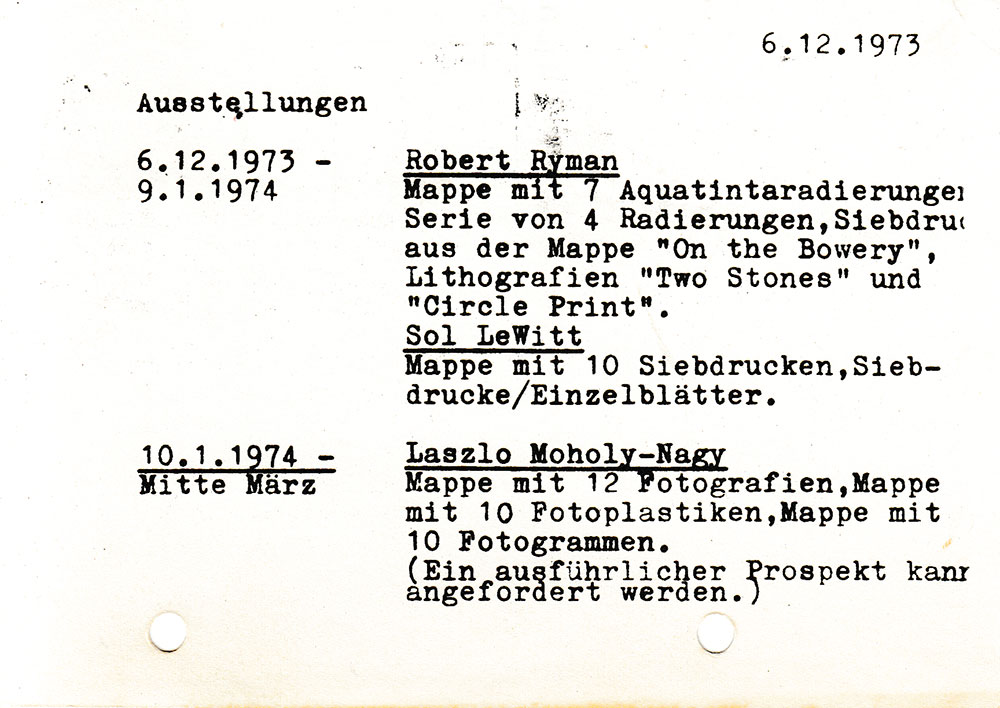 6.12.1973
Ausstellungen
6.12.1973 - Robert Ryman
9.1.1974 Mappe mit 7 Aquatintaradierungen
Serie von 4 Radierungen,Siebdruc
aus der Mappe "On the Bowery",
Lithografien "Two Stones" und
"Circle Print".
Sol LeWitt
Mappe mit 10 Siebdrucken,Sieb-
drucke/Einzelblätter.
10.1.1974 - Laszlo Moholy-Nagy
Mitte März Mappe mit 12 Fotografien,Mappe
mit 10 Fotoplastiken,Mappe mit
10 Fotogrammen.
(Ein ausführlicher Prospekt kann
angefordert werden.)